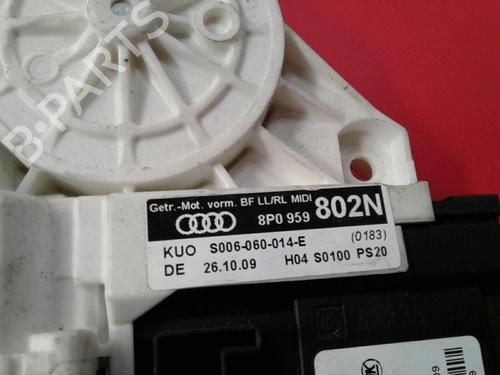 B-PARTS
Getr.-Mot. vorm. BF LL/RL MIDI
8P0 959 802N
KUO S006-060-014-E (0183)
DE 26.10.09 H04 S0100 PS20